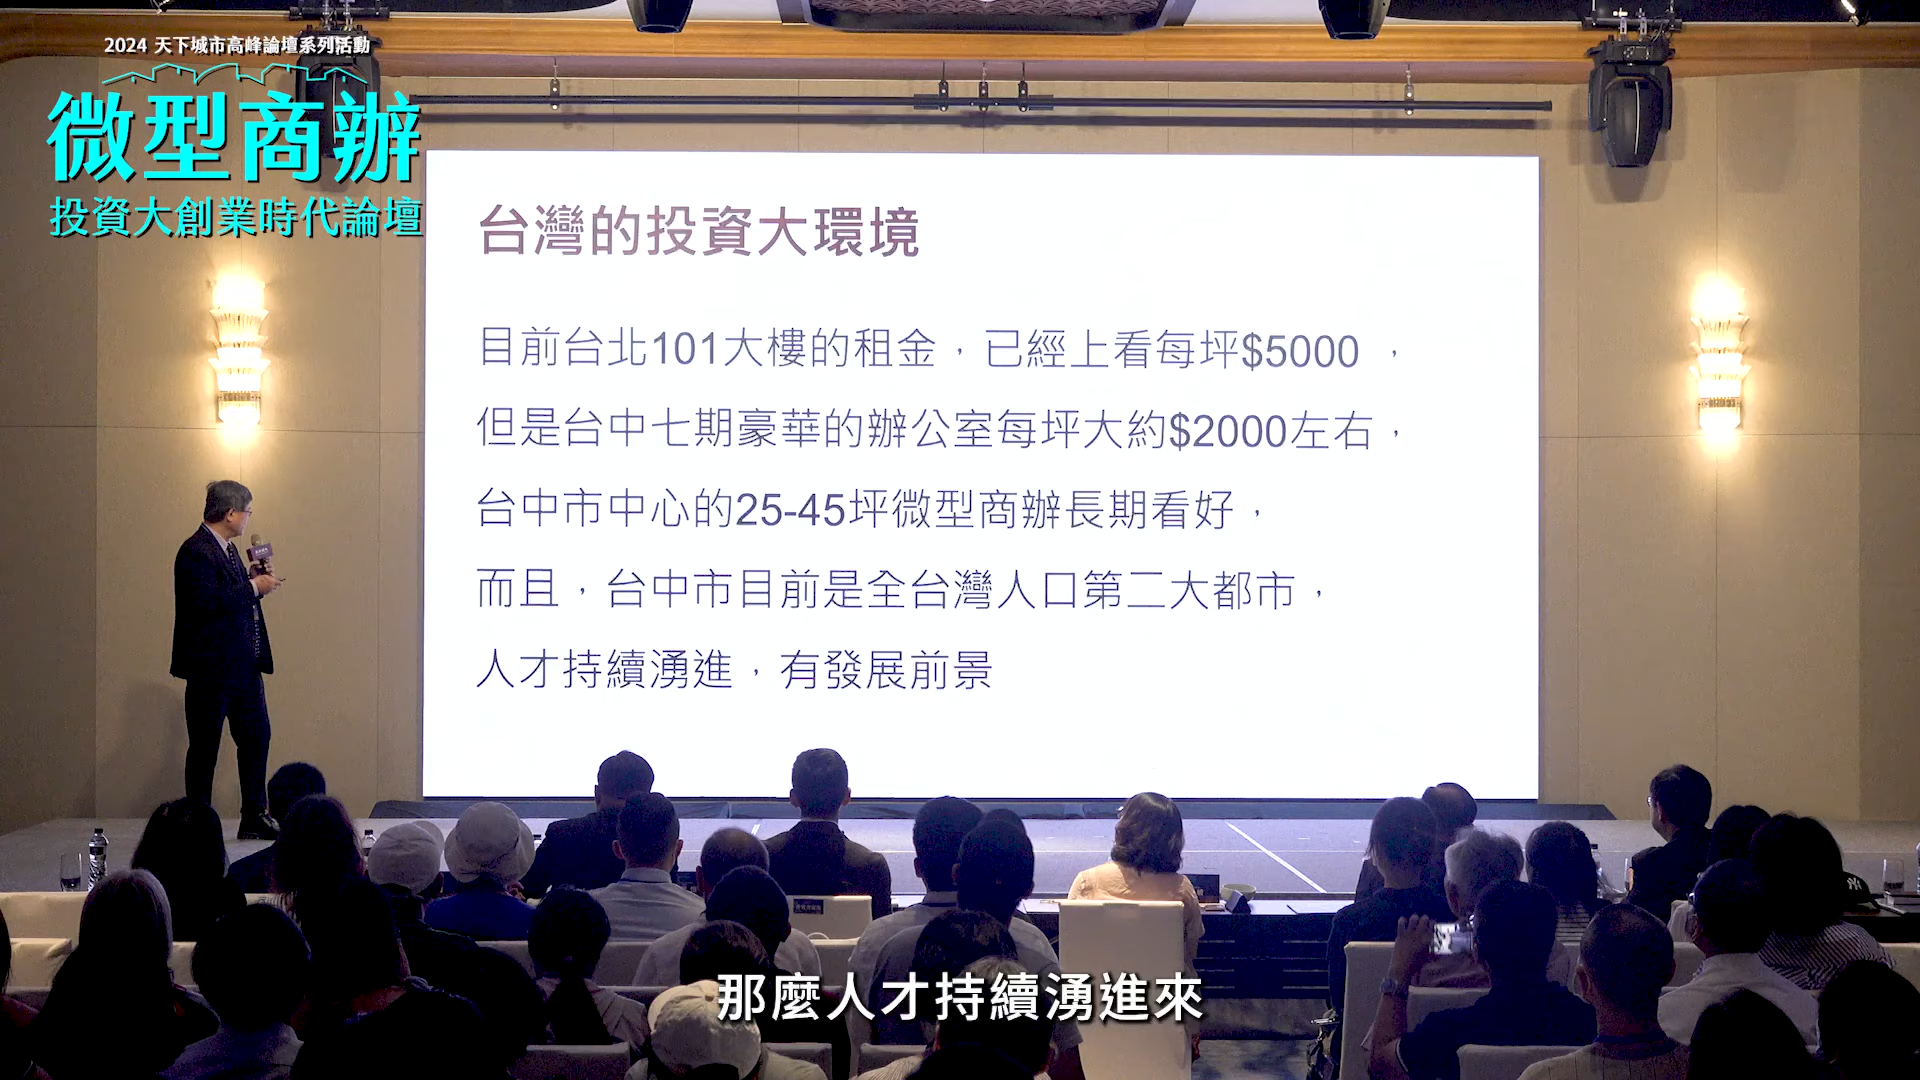 2024 天下城市高峰論壇系列活動
微型商辦
投資大創業時代論壇
台灣的投資大環境
目前台北101大樓的租金，已經上看每坪$5000 ，
但是台中七期豪華的辦公室每坪大約$2000左右，
台中市中心的25-45坪微型商辦長期看好，
而且，台中市目前是全台灣人口第二大都市，
人才持續湧進，有發展前景
那麼人才持續湧進來